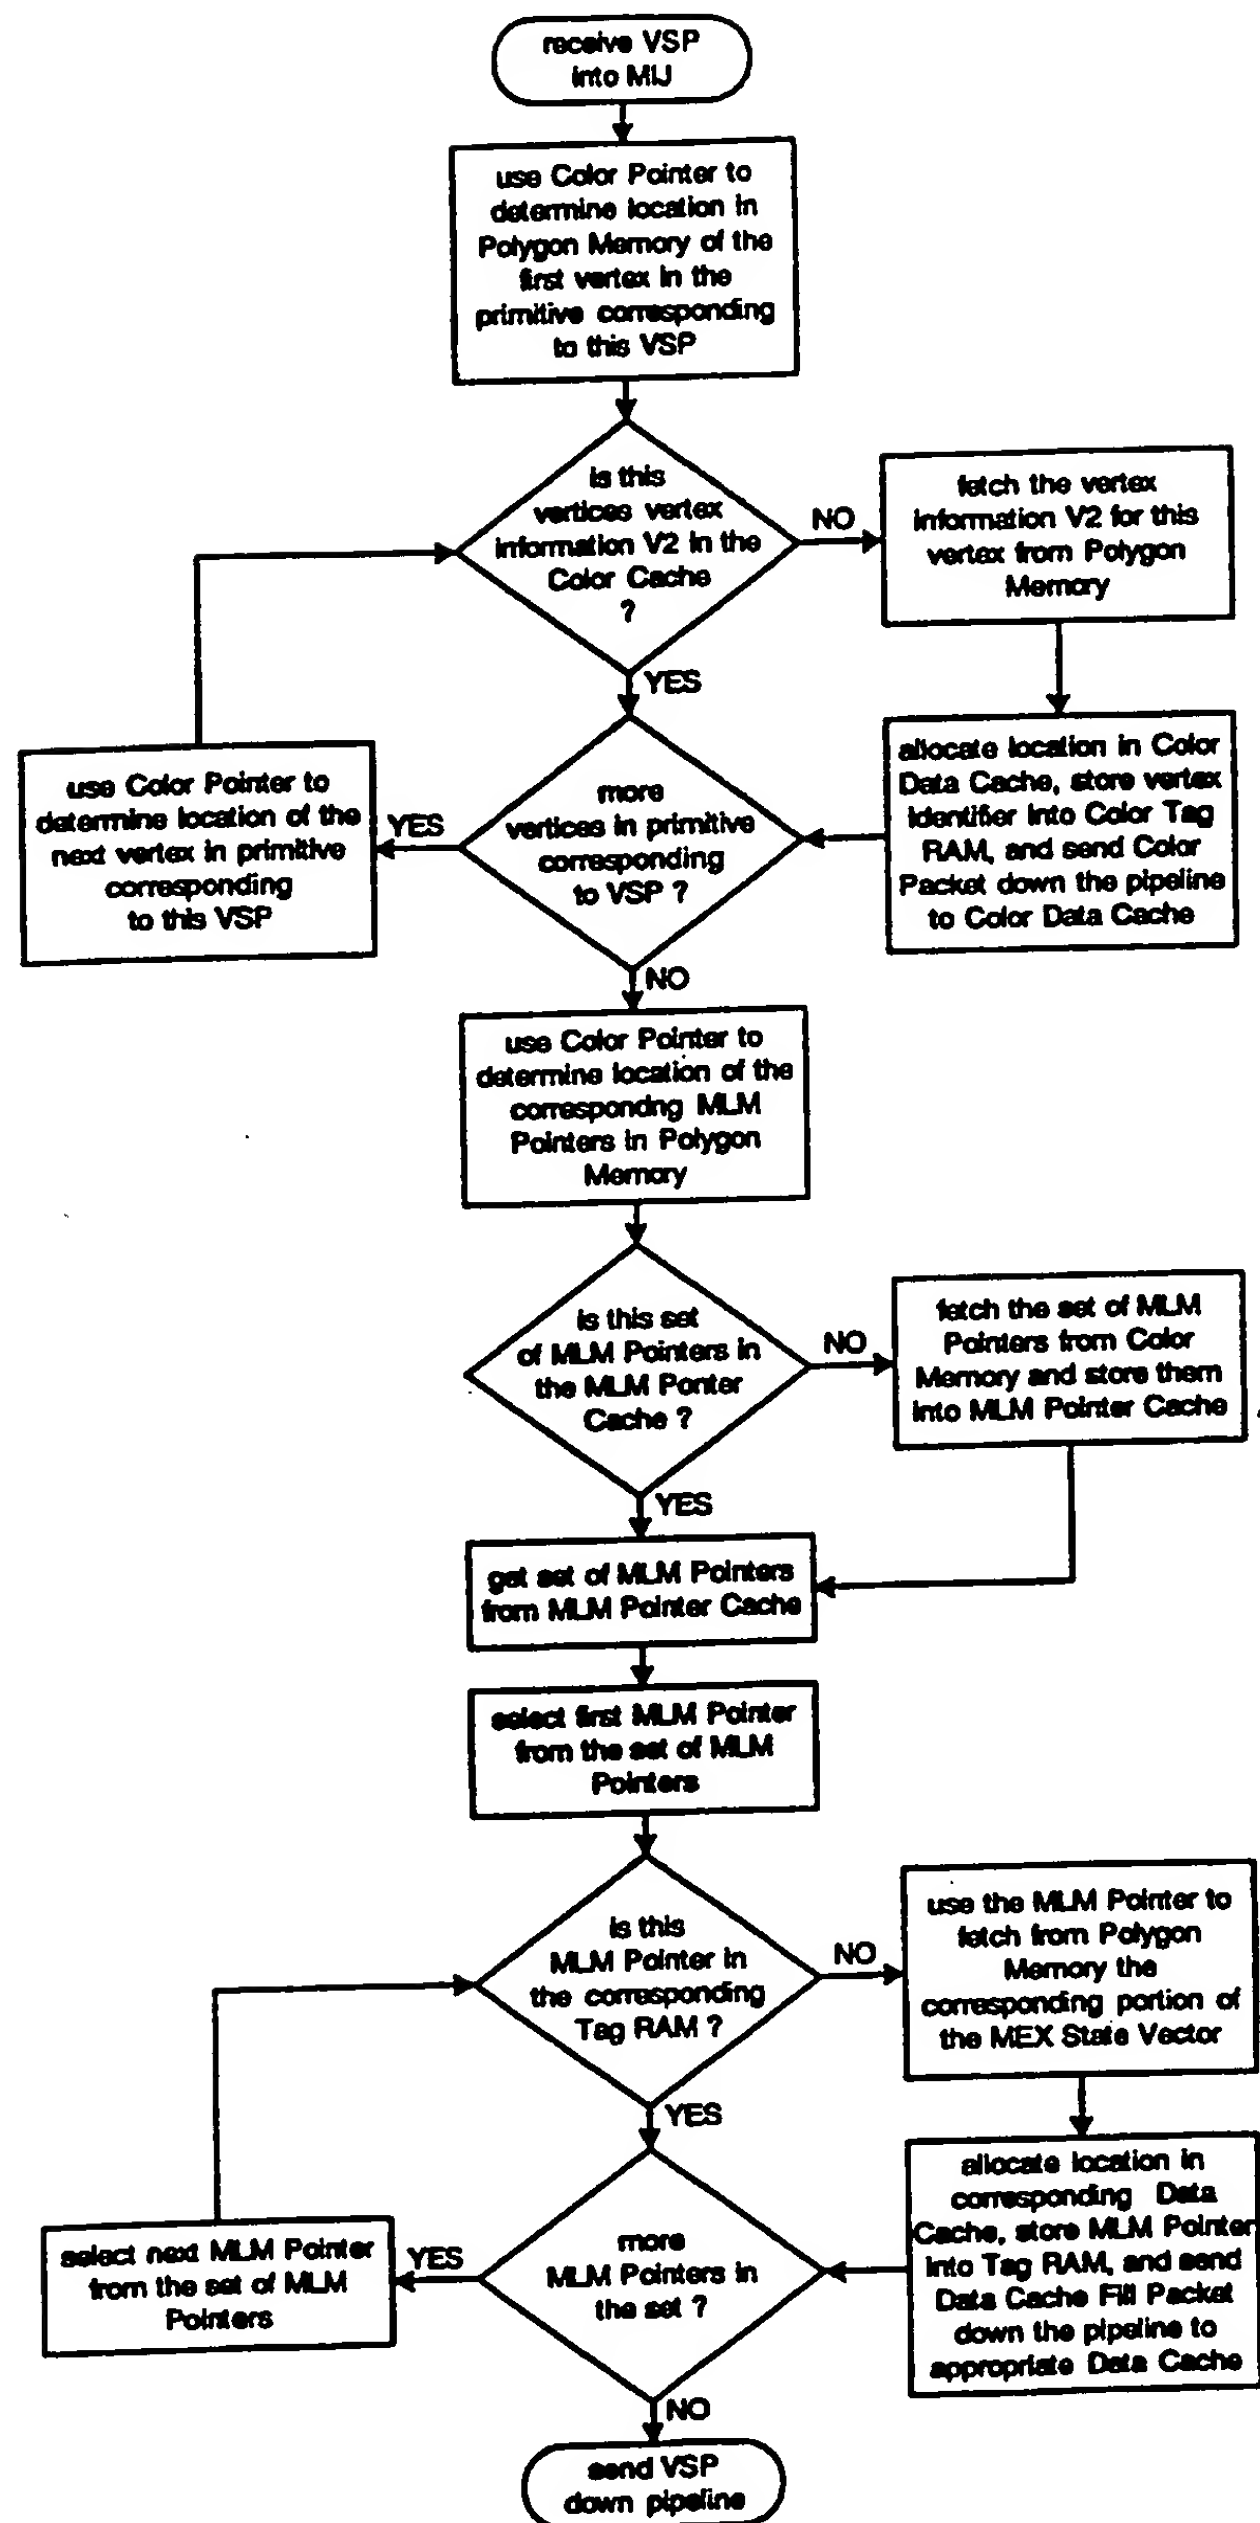 receive VSP
into MIJ
use Color Pointer to
determine location in
Polygon Memory of the
first vertex in the
primitive corresponding
to this VSP
is this
vertices vertex
information V2 in the
Color Cache
?
NO
fetch the vertex
information V2 for this
vertex from Polygon
Memory
YES
allocate location in Color
Data Cache, store vertex
identifier into Color Tag
RAM, and send Color
Packet down the pipeline
to Color Data Cache
more
vertices in primitive
corresponding
to VSP ?
YES
use Color Pointer to
determine location of the
next vertex in primitive
corresponding
to this VSP
NO
use Color Pointer to
determine location of the
correspondng MLM
Pointers in Polygon
Memory
is this set
of MLM Pointers in
the MLM Ponter
Cache ?
NO
fetch the set of MLM
Pointers from Color
Memory and store them
into MLM Pointer Cache
YES
get set of MLM Pointers
from MLM Pointer Cache
select first MLM Pointer
from the set of MLM
Pointers
is this
MLM Pointer in
the corresponding
Tag RAM ?
NO
use the MLM Pointer to
fetch from Polygon
Memory the
corresponding portion of
the MEX State Vector
YES
allocate location in
corresponding Data
Cache, store MLM Pointer
into Tag RAM, and send
Data Cache Fill Packet
down the pipeline to
appropriate Data Cache
more
MLM Pointers in
the set ?
YES
select next MLM Pointer
from the set of MLM
Pointers
NO
send VSP
down pipeline